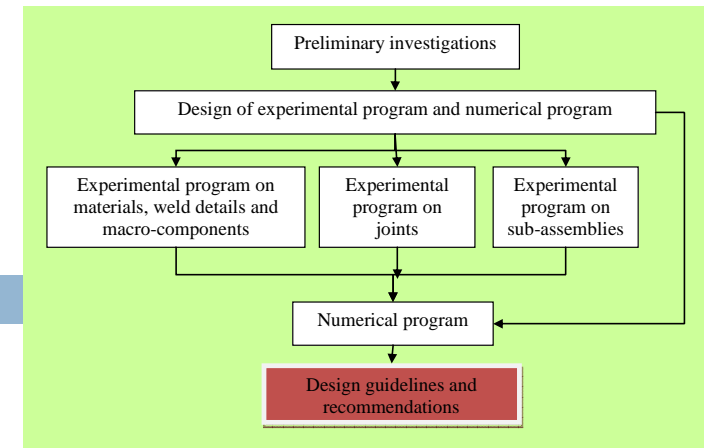 Preliminary investigations
Design of experimental program and numerical program
Experimental program on
materials, weld details and
macro-components
Experimental
program on
joints
Experimental
program on
sub-assemblies
Numerical program
Design guidelines and
recommendations